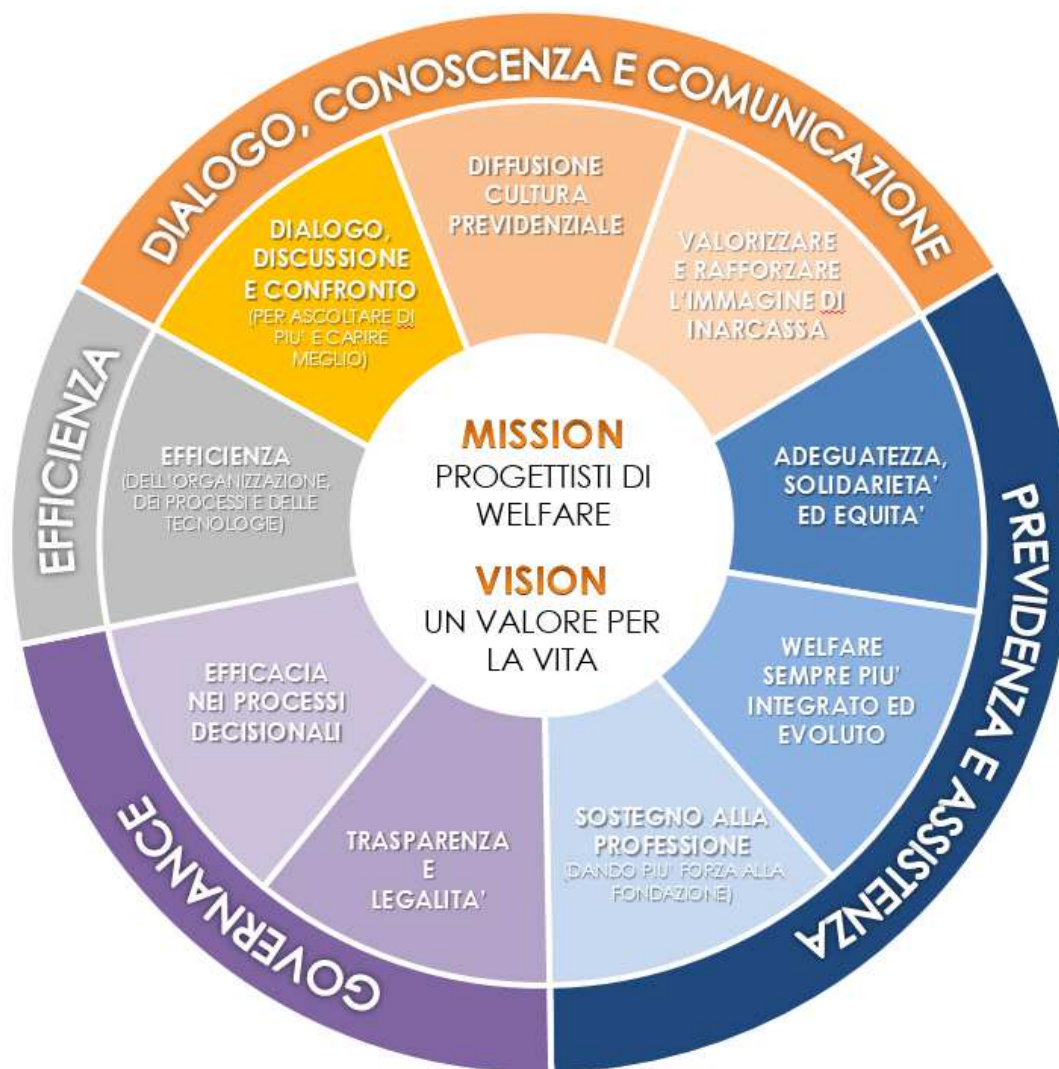 DIALOGO, CONOSCENZA E COMUNICAZIONE
DIALOGO,
DISCUSSIONE
E CONFRONTO
(PER ASCOLTARE DI
PIU' E CAPIRE
MEGLIO)
DIFFUSIONE
CULTURA
PREVIDENZIALE
VALORIZZARE
E RAFFORZARE
L'IMMAGINE DI
INARCASSA
PREVIDENZA E ASSISTENZA
ADEGUATEZZA,
SOLIDARIETA'
ED EQUITA'
WELFARE
SEMPRE PIU'
INTEGRATO ED
EVOLUTO
SOSTEGNO ALLA
PROFESSIONE
(DANDO PIU' FORZA ALLA
FONDAZIONE)
GOVERNANCE
TRASPARENZA
E
LEGALITA'
EFFICACIA
NEI PROCESSI
DECISIONALI
EFFICIENZA
EFFICIENZA
(DELL'ORGANIZZAZIONE,
DEI PROCESSI E DELLE
TECNOLOGIE)
MISSION
PROGETTISTI DI
WELFARE
VISION
UN VALORE PER
LA VITA